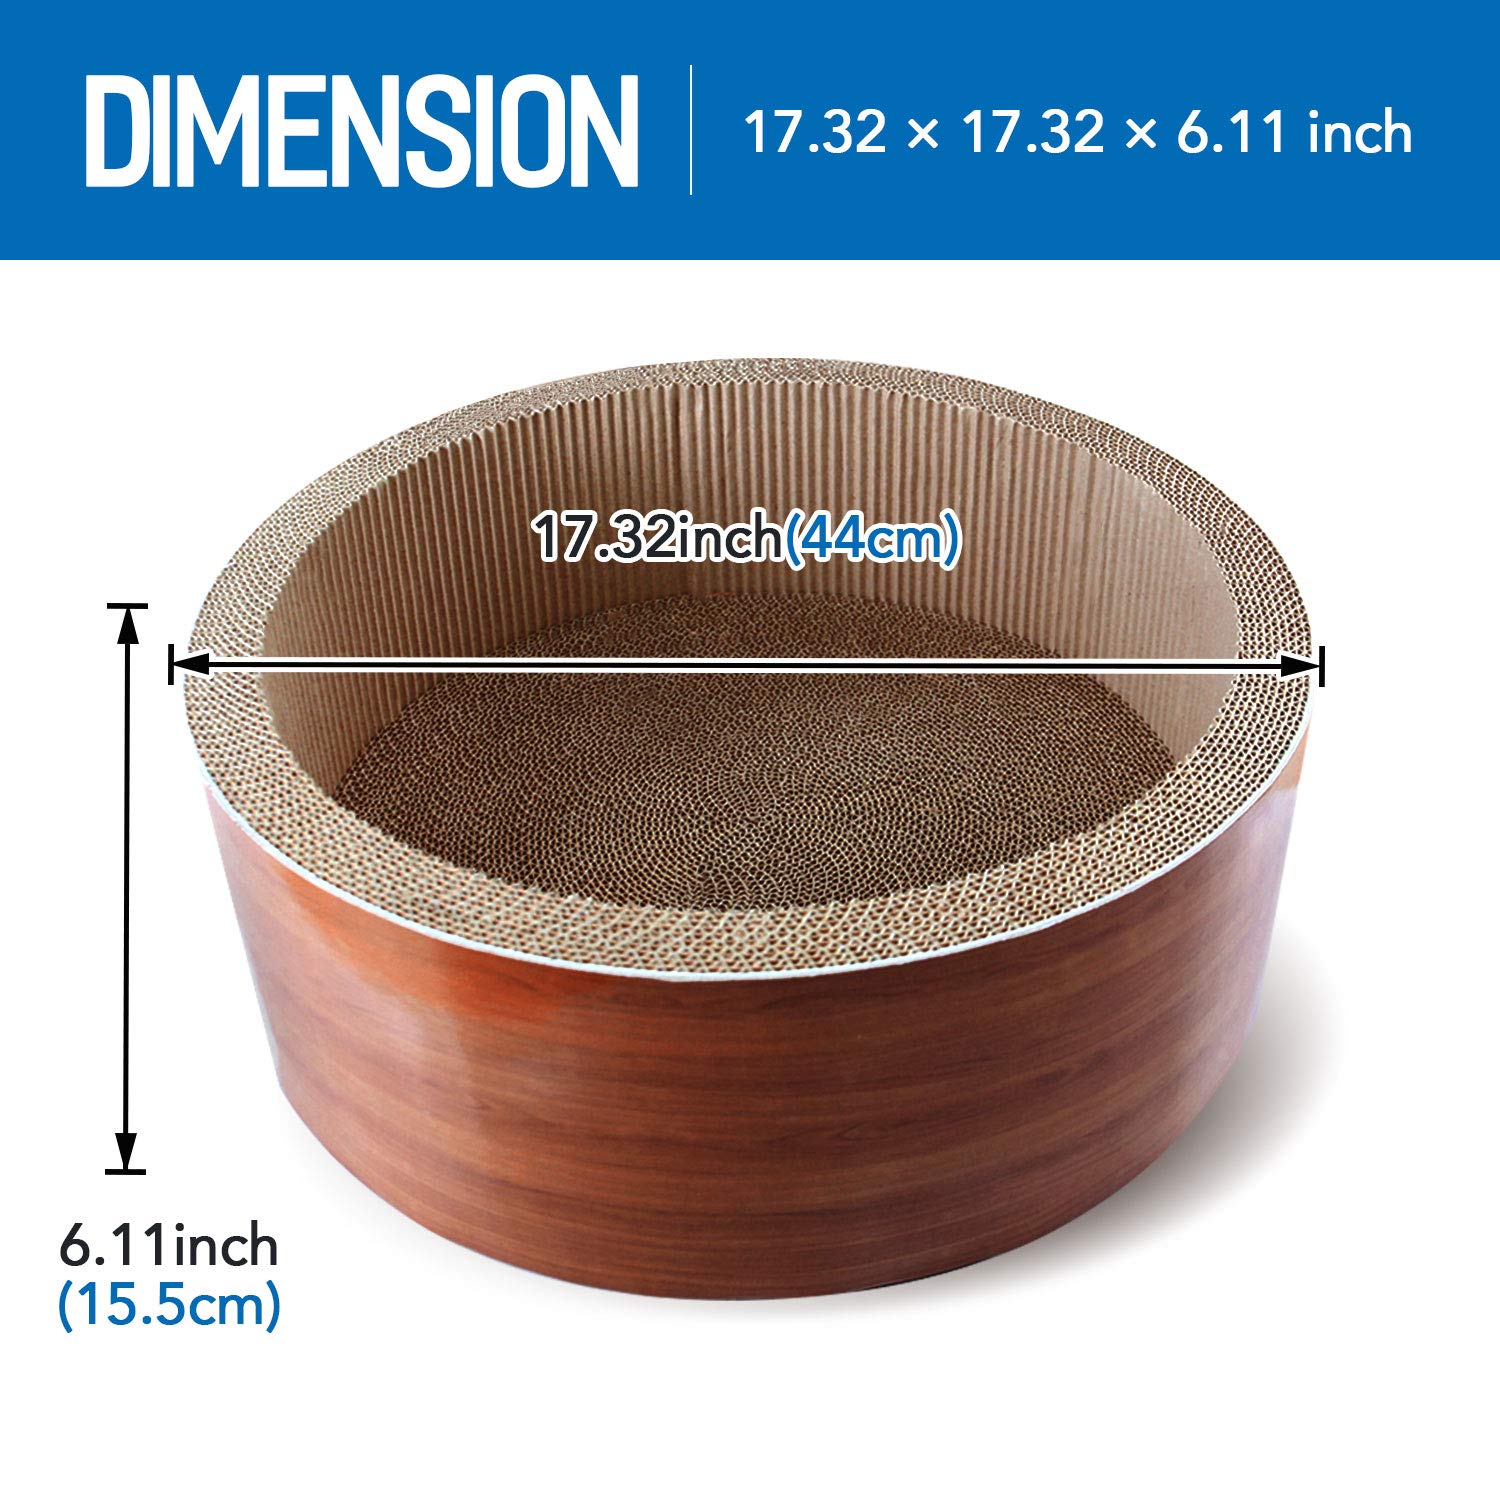 DIMENSION
17.32 × 17.32 × 6.11 inch
17.32inch(44cm)
6.11inch
(15.5cm)